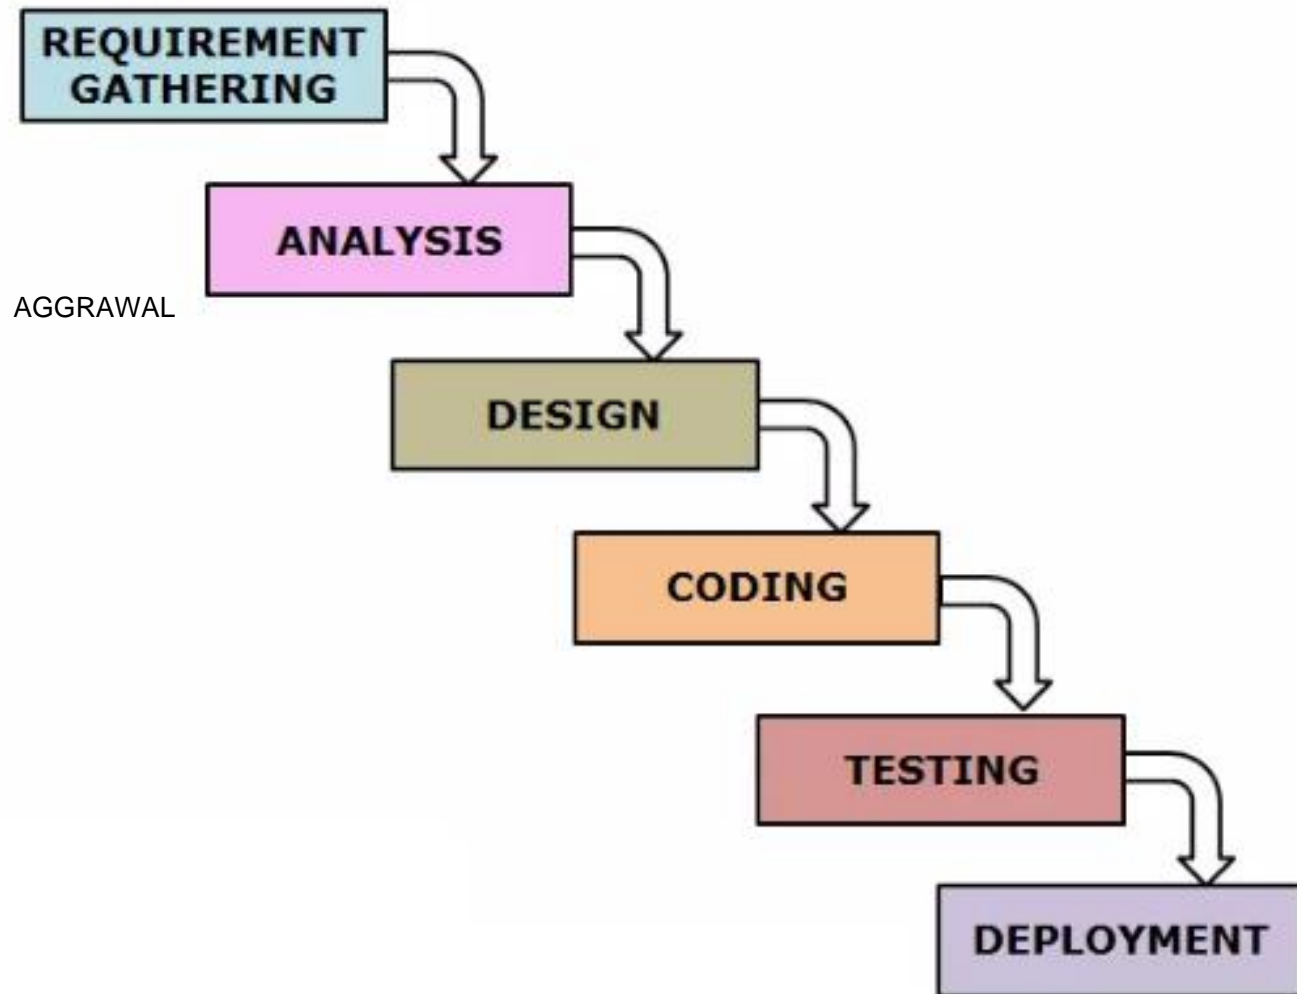 REQUIREMENT
GATHERING
ANALYSIS
AGGRAWAL
DESIGN
CODING
TESTING
DEPLOYMENT